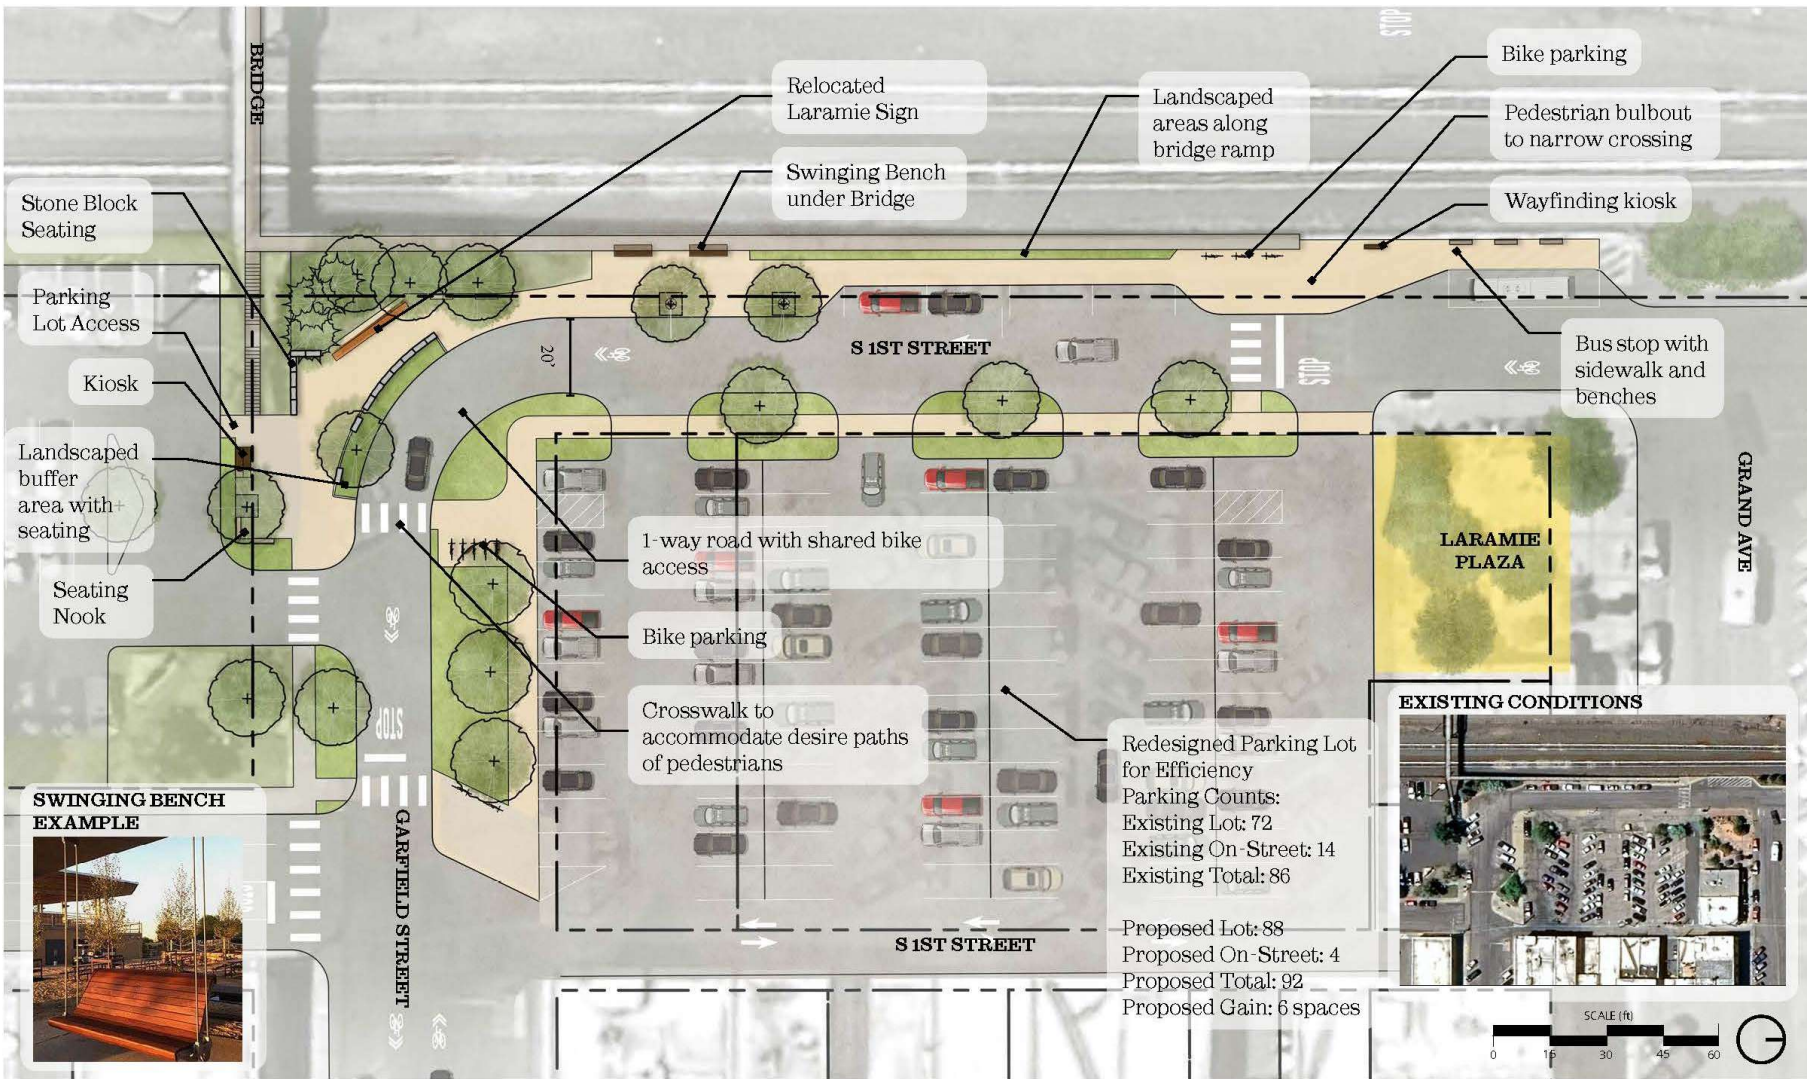 STOP
BRIDGE
Relocated
Laramie Sign
Landscaped
areas along
bridge ramp
Bike parking
Pedestrian bulbout
to narrow crossing
Swinging Bench
under Bridge
Wayfinding kiosk
Stone Block
Seating
Parking
Lot Access
Kiosk
Landscaped
buffer
area with
seating
Seating
Nook
20'
S 1ST STREET
STOP
Bus stop with
sidewalk and
benches
GRAND AVE
LARAMIE
PLAZA
1-way road with shared bike
access
Bike parking
Crosswalk to
accommodate desire paths
of pedestrians
STOP
GARFIELD STREET
Redesigned Parking Lot
for Efficiency
Parking Counts:
Existing Lot: 72
Existing On-Street: 14
Existing Total: 86
Proposed Lot: 88
Proposed On-Street: 4
Proposed Total: 92
Proposed Gain: 6 spaces
S 1ST STREET
EXISTING CONDITIONS
SWINGING BENCH
EXAMPLE
SCALE (ft)
0 15 30 45 60